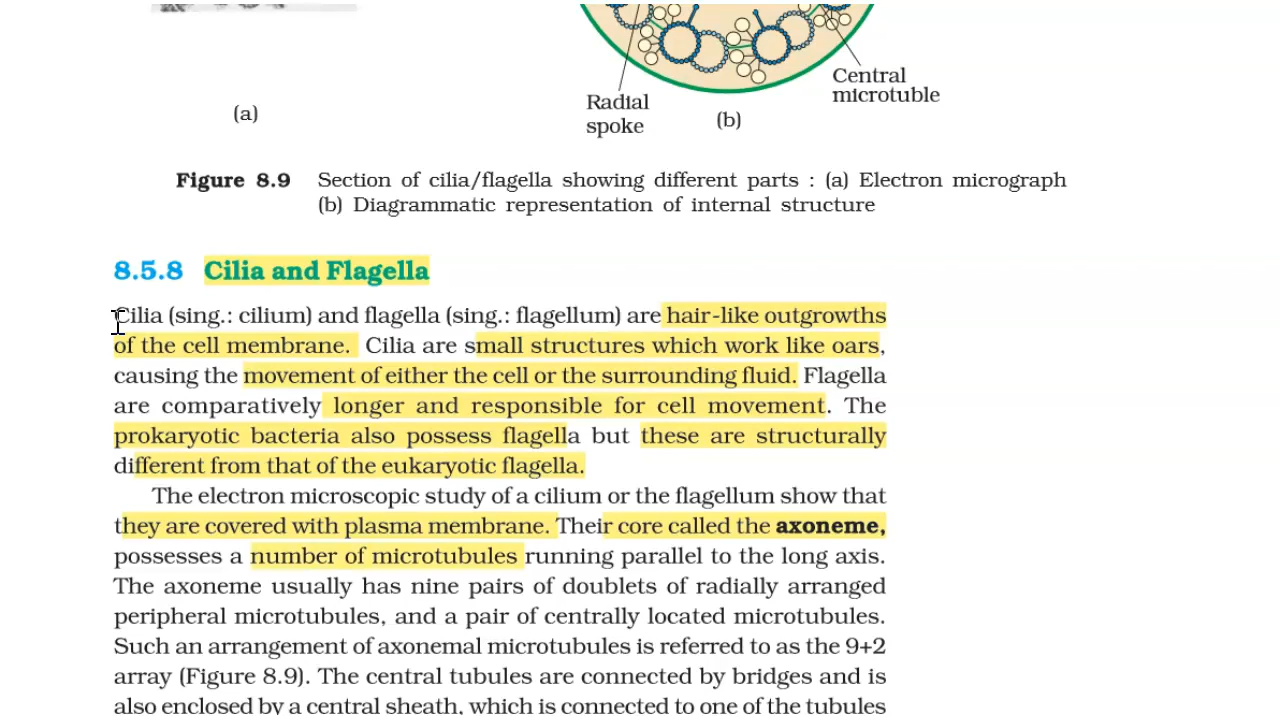 Central
microtuble
Radial
spoke
(a)
(b)
Figure 8.9 Section of cilia/flagella showing different parts : (a) Electron micrograph
(b) Diagrammatic representation of internal structure
8.5.8 Cilia and Flagella
Cilia (sing.: cilium) and flagella (sing.: flagellum) are hair-like outgrowths
of the cell membrane. Cilia are small structures which work like oars,
causing the movement of either the cell or the surrounding fluid. Flagella
are comparatively longer and responsible for cell movement. The
prokaryotic bacteria also possess flagella but these are structurally
different from that of the eukaryotic flagella.
The electron microscopic study of a cilium or the flagellum show that
they are covered with plasma membrane. Their core called the axoneme,
possesses a number of microtubules running parallel to the long axis.
The axoneme usually has nine pairs of doublets of radially arranged
peripheral microtubules, and a pair of centrally located microtubules.
Such an arrangement of axonemal microtubules is referred to as the 9+2
array (Figure 8.9). The central tubules are connected by bridges and is
also enclosed by a central sheath, which is connected to one of the tubules